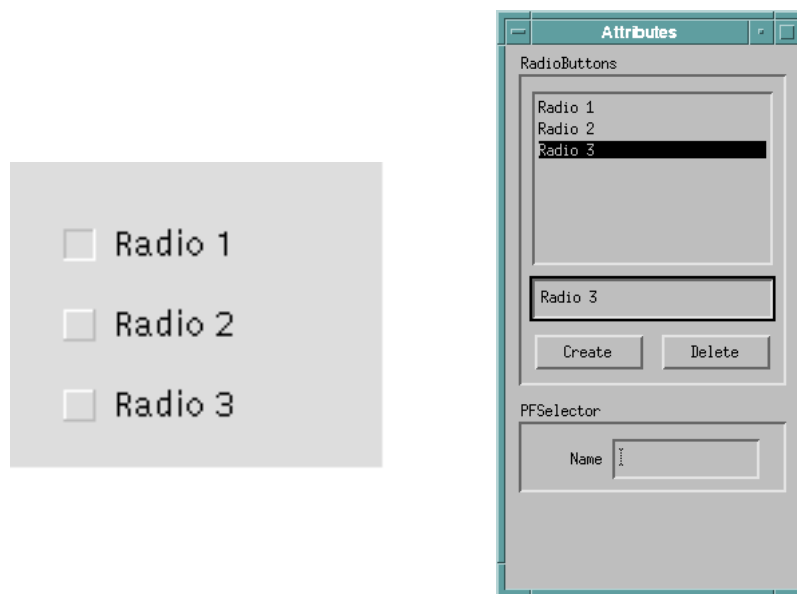 Radio 1
Radio 2
Radio 3
Attributes
RadioButtons
Radio 1
Radio 2
Radio 3
Radio 3
Create
Delete
PFSelector
Name